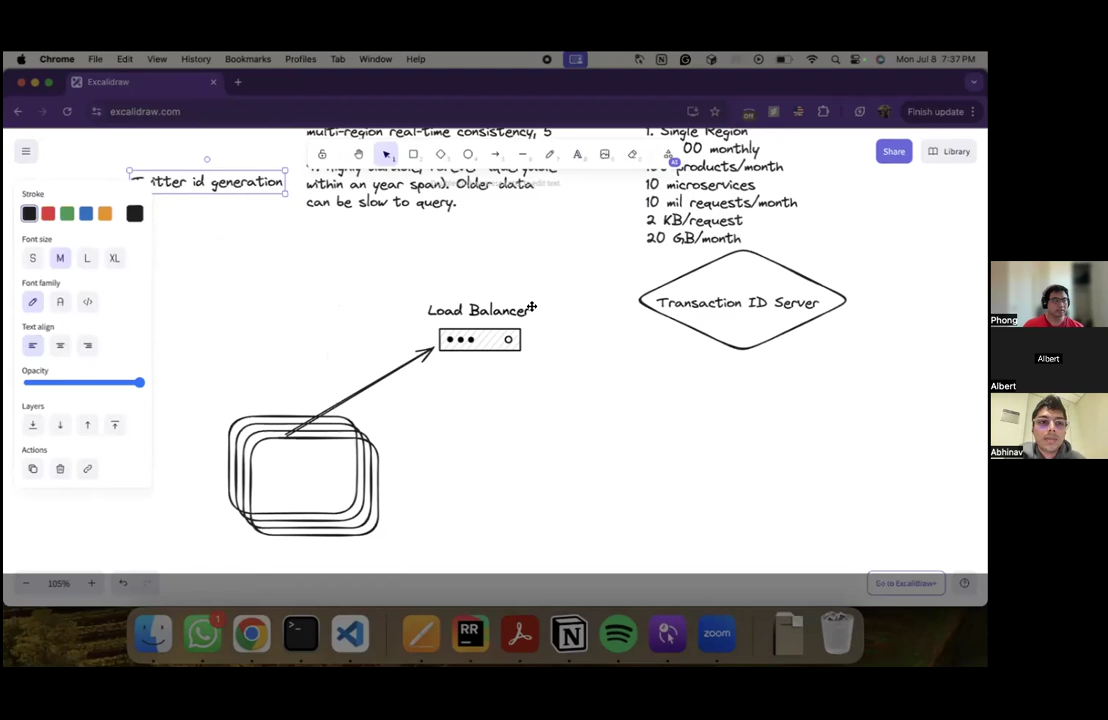 Chrome File Edit View History Bookmarks Profiles Tab Window Help
Mon Jul 8 7:37 PM
Excalidraw
excalidraw.com
Off
Finish update
multi-region real-time consistency, 5
1. Single Region
00 monthly
Share
Library
products/month
within an year span). Older data
10 microservices
can be slow to query.
10 mil requests/month
2 KB/request
20 GB/month
itter id generation
Stroke
Font size
S M L XL
Font family
A
Text align
Opacity
Layers
Actions
Load Balancer
Transaction ID Server
105%
Go to Excalidraw+
1
RR
zoom
Phong
Albert
Albert
Abhinav